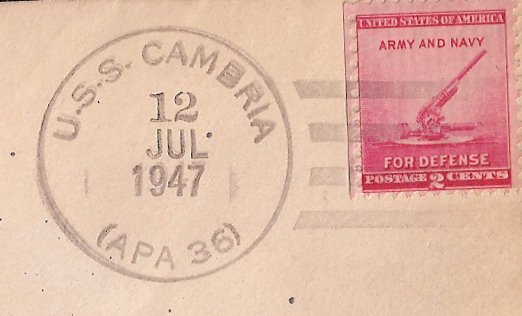 U.S.S. CAMBRIA
12
JUL
1947
(APA 36)
UNITED STATES OF AMERICA
ARMY AND NAVY
FOR DEFENSE
POSTAGE 2 CENTS